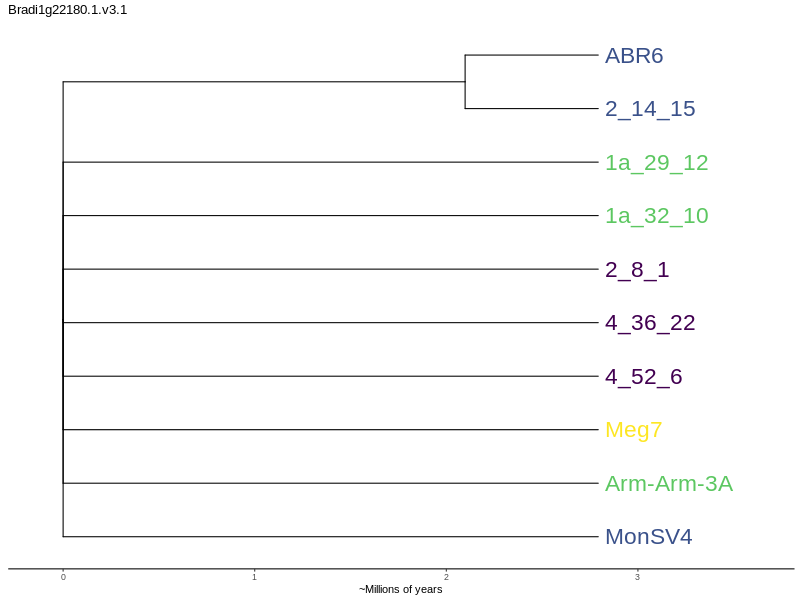 Bradi1g22180.1.v3.1
ABR6
2_14_15
1a_29_12
1a_32_10
2_8_1
4_36_22
4_52_6
Meg7
Arm-Arm-3A
MonSV4
0 1 2 3
~Millions of years